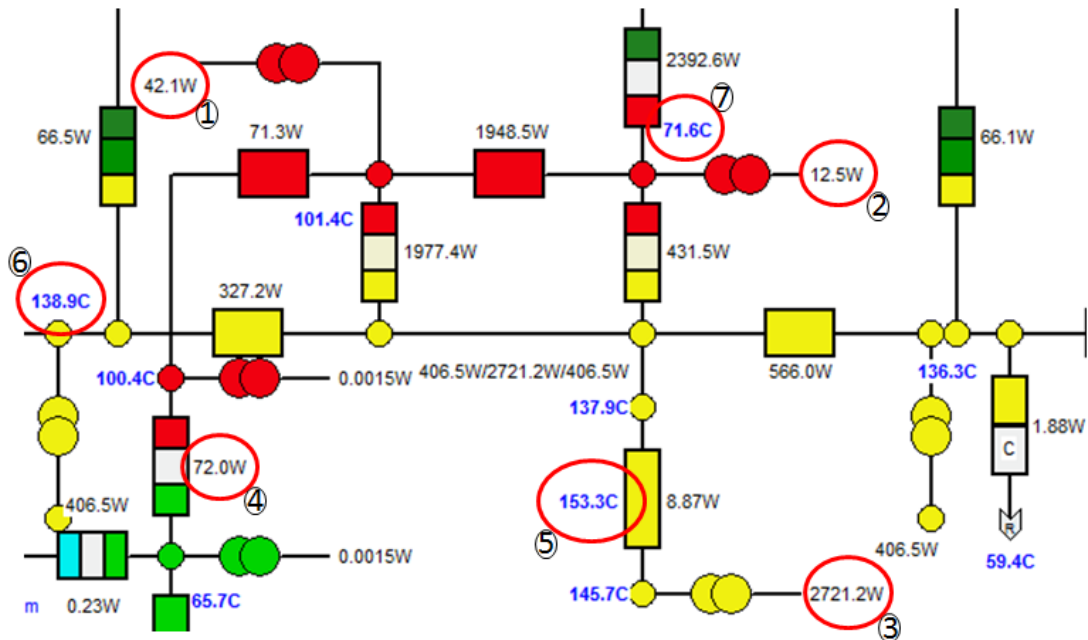 2392.6W
42.1W
①
⑦
66.5W
71.3W
1948.5W
71.6C
66.1W
12.5W
②
101.4C
1977.4W
431.5W
⑥
138.9C
327.2W
100.4C
0.0015W
406.5W/2721.2W/406.5W
566.0W
136.3C
137.9C
1.88W
C
72.0W
④
153.3C
8.87W
⑤
406.5W
R
0.0015W
406.5W
59.4C
m
0.23W
65.7C
145.7C
2721.2W
③